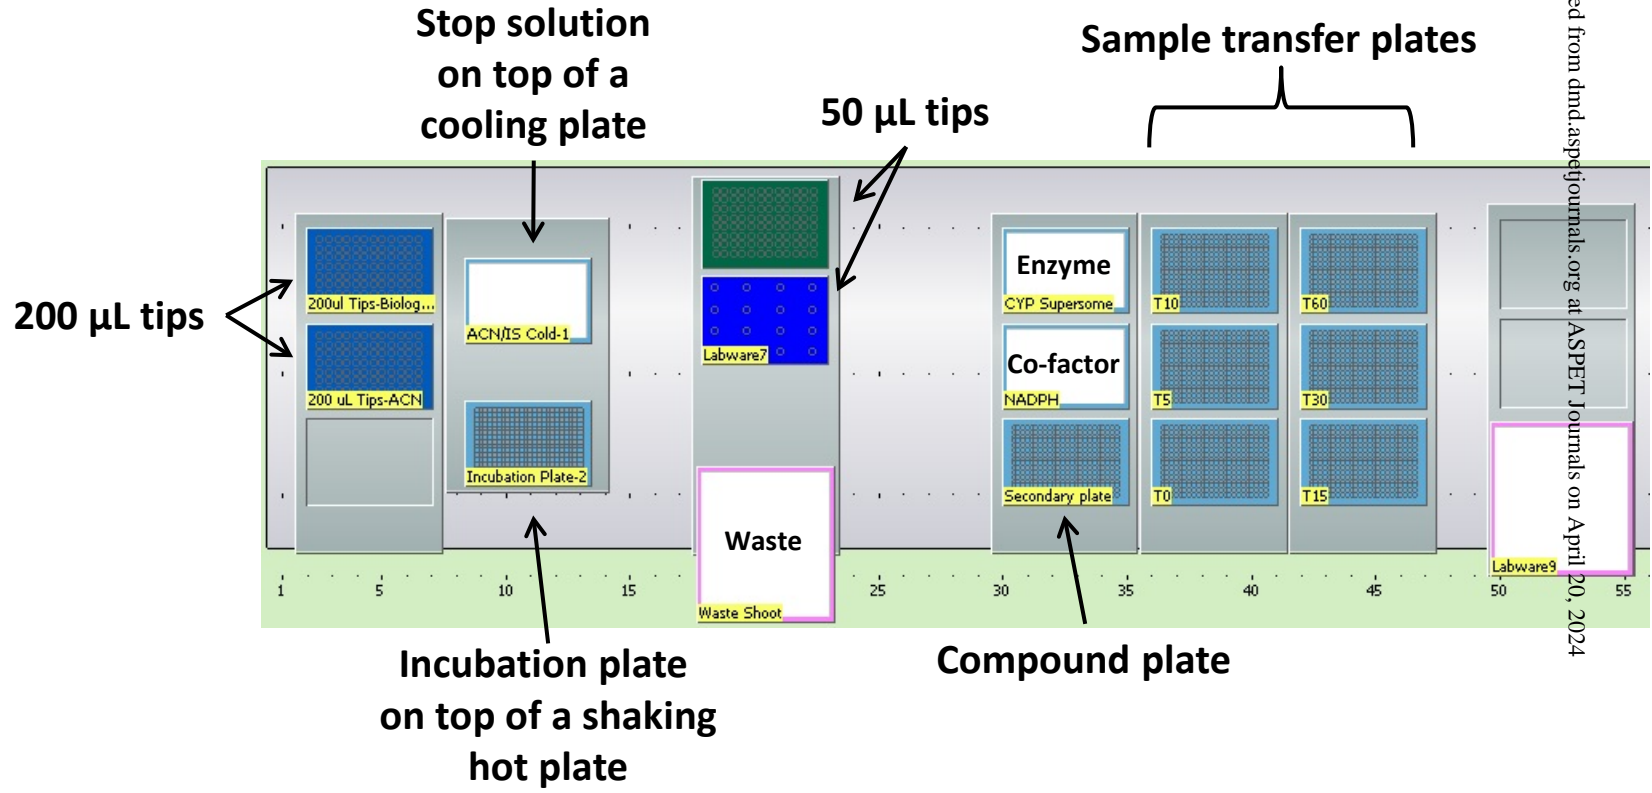 Stop solution
on top of a
cooling plate
Sample transfer plates
50 µL tips
200 µL tips
200ul Tips-Biolog...
200 uL Tips-ACN
ACN/IS Cold-1
Incubation Plate-2
Labware7
Waste
Waste Shoot
Enzyme
CYP Supersome
Co-factor
NADPH
Secondary plate
T10
T5
T0
T60
T30
T15
Labware9
1 5 10 15 25 30 35 40 45 50 55
Incubation plate
on top of a shaking
hot plate
Compound plate
ed from dmd.aspetjournals.org at ASPET Journals on April 20, 2024